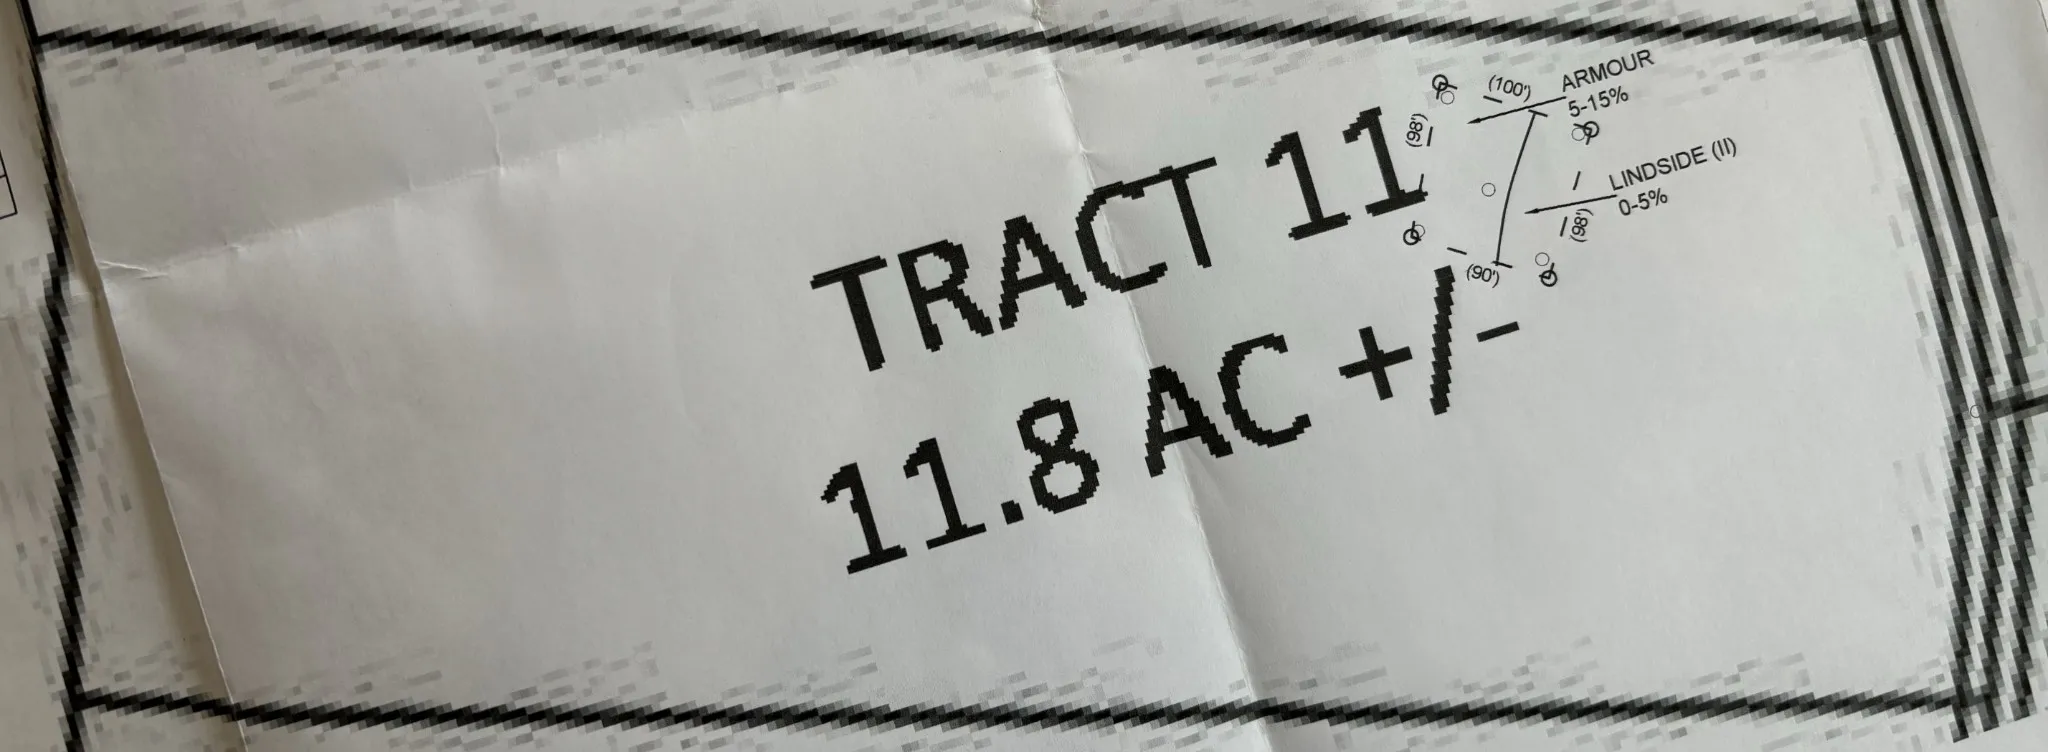 TRACT 11
11.8 AC +/-
(100')
ARMOUR
5-15%
(98')
LINDSIDE (II)
0-5%
(98')
(90')